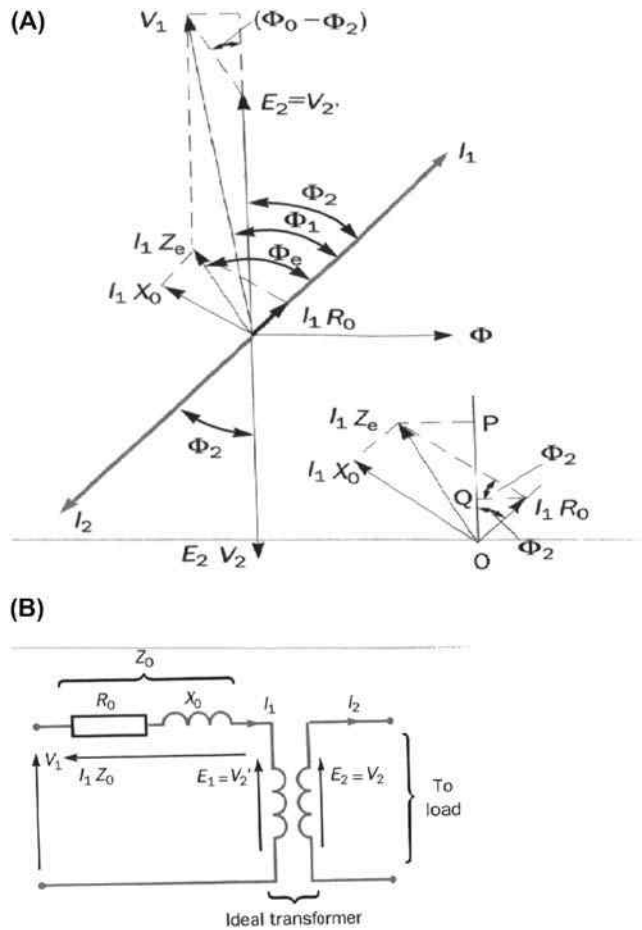 (A)
V₁
(Φ₀ − Φ₂)
E₂=V₂'
I₁
Φ₂
Φ₁
Φₑ
I₁ Zₑ
I₁ X₀
I₁ R₀
Φ
Φ₂
I₂
E₂ V₂
I₁ Zₑ
P
I₁ X₀
Q
Φ₂
I₁ R₀
O
Φ₂
(B)
Z₀
R₀
X₀
I₁
I₂
V₁
I₁ Z₀
E₁=V₂'
E₂=V₂
To
load
Ideal transformer